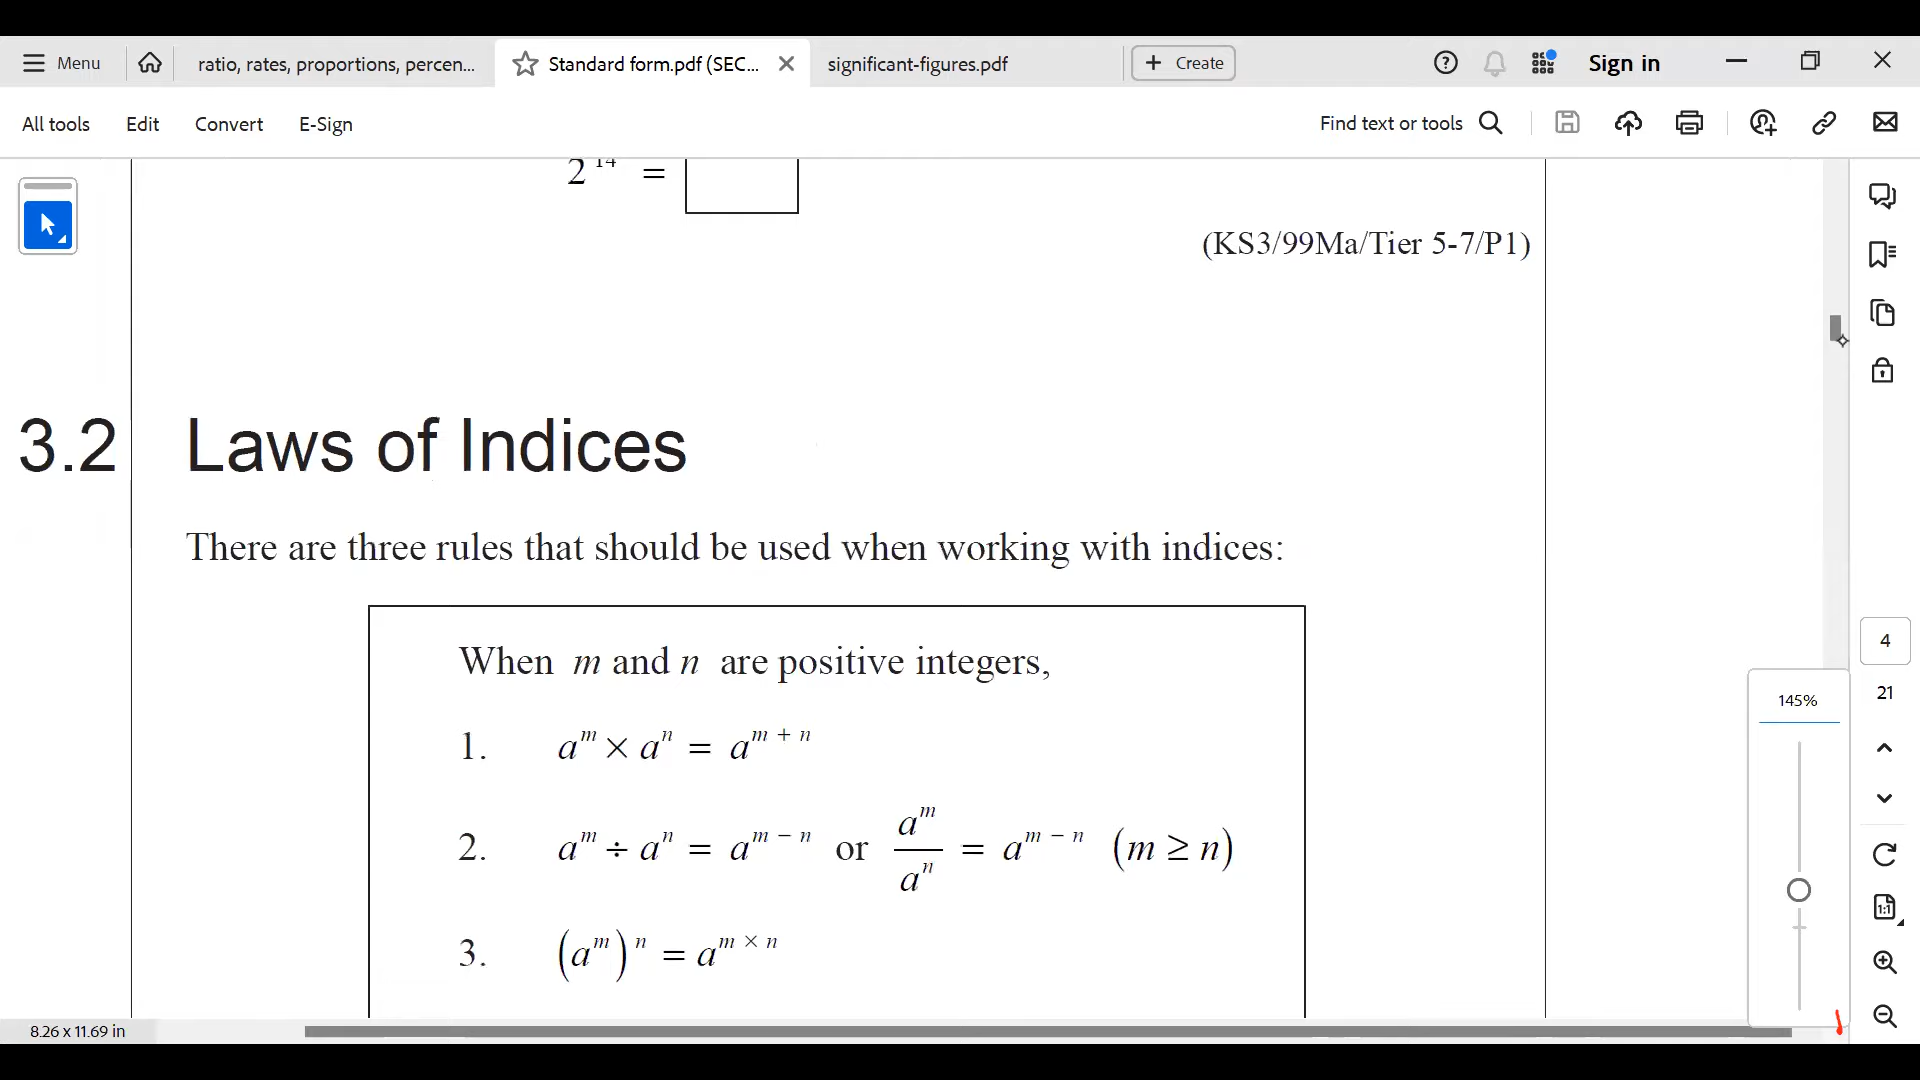 Menu
ratio, rates, proportions, percen...
Standard form.pdf (SEC...
significant-figures.pdf
+ Create
Sign in
All tools
Edit
Convert
E-Sign
Find text or tools
2^14 =
(KS3/99Ma/Tier 5-7/P1)
3.2 Laws of Indices
There are three rules that should be used when working with indices:
When m and n are positive integers,
1. a^m × a^n = a^(m + n)
2. a^m ÷ a^n = a^(m − n) or a^m/a^n = a^(m − n) (m ≥ n)
3. (a^m)^n = a^(m × n)
4
21
145%
1:1
8.26 x 11.69 in